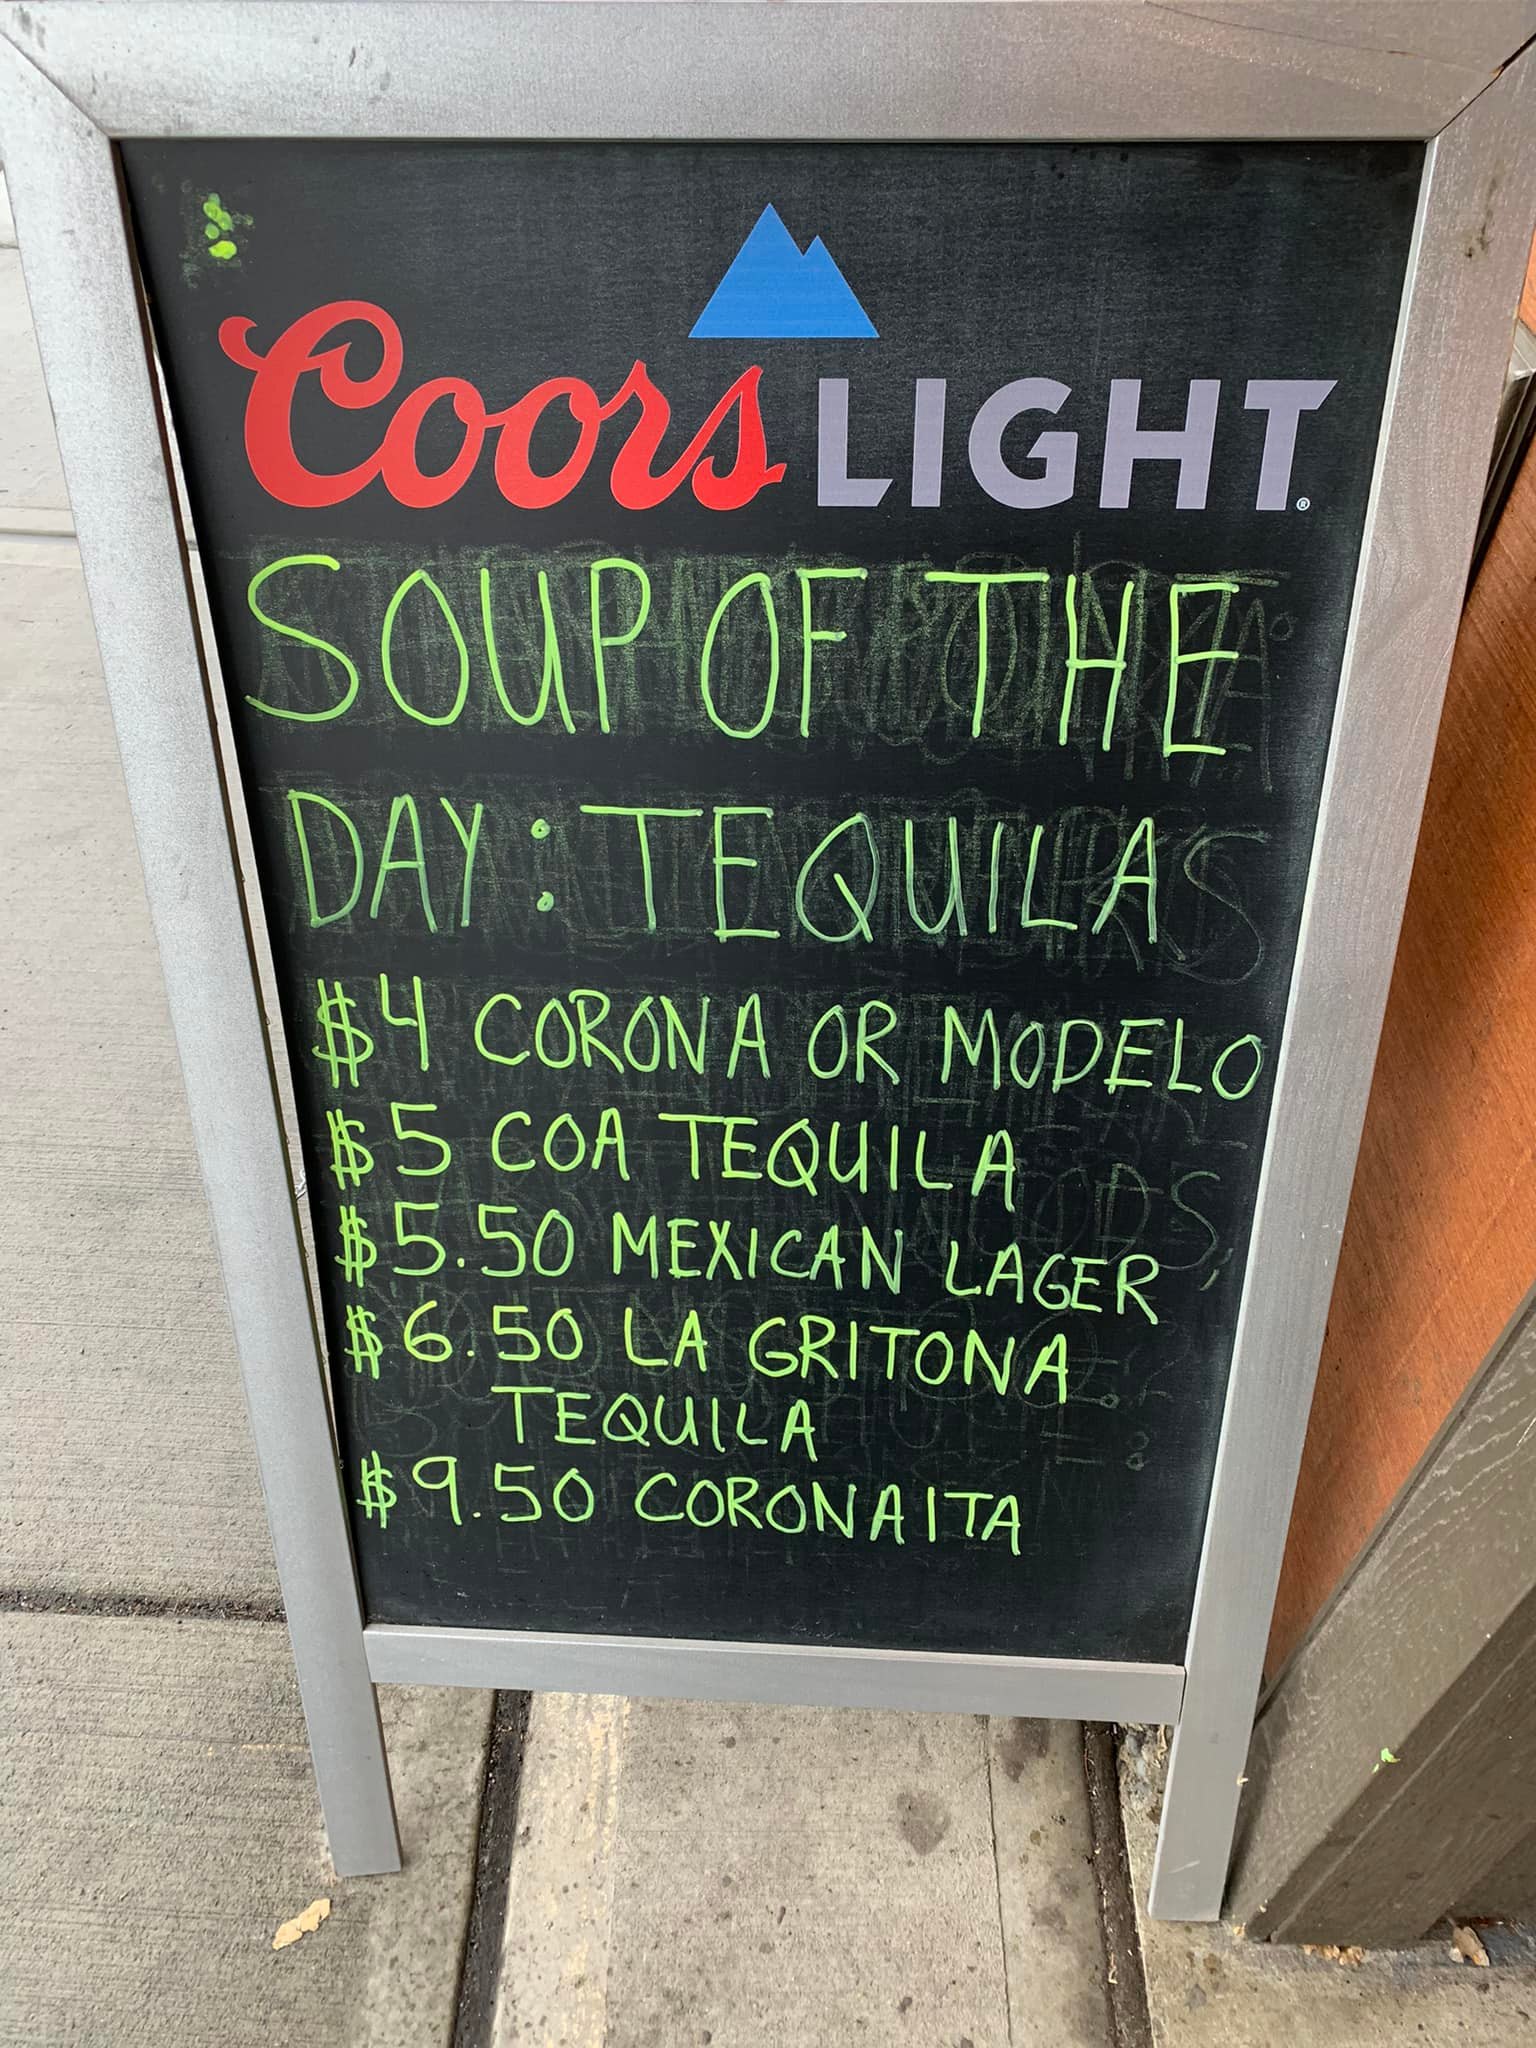 Coors LIGHT®
SOUP OF THE
DAY: TEQUILA
$4 CORONA OR MODELO
$5 COA TEQUILA
$5.50 MEXICAN LAGER
$6.50 LA GRITONA
TEQUILA
$9.50 CORONAITA